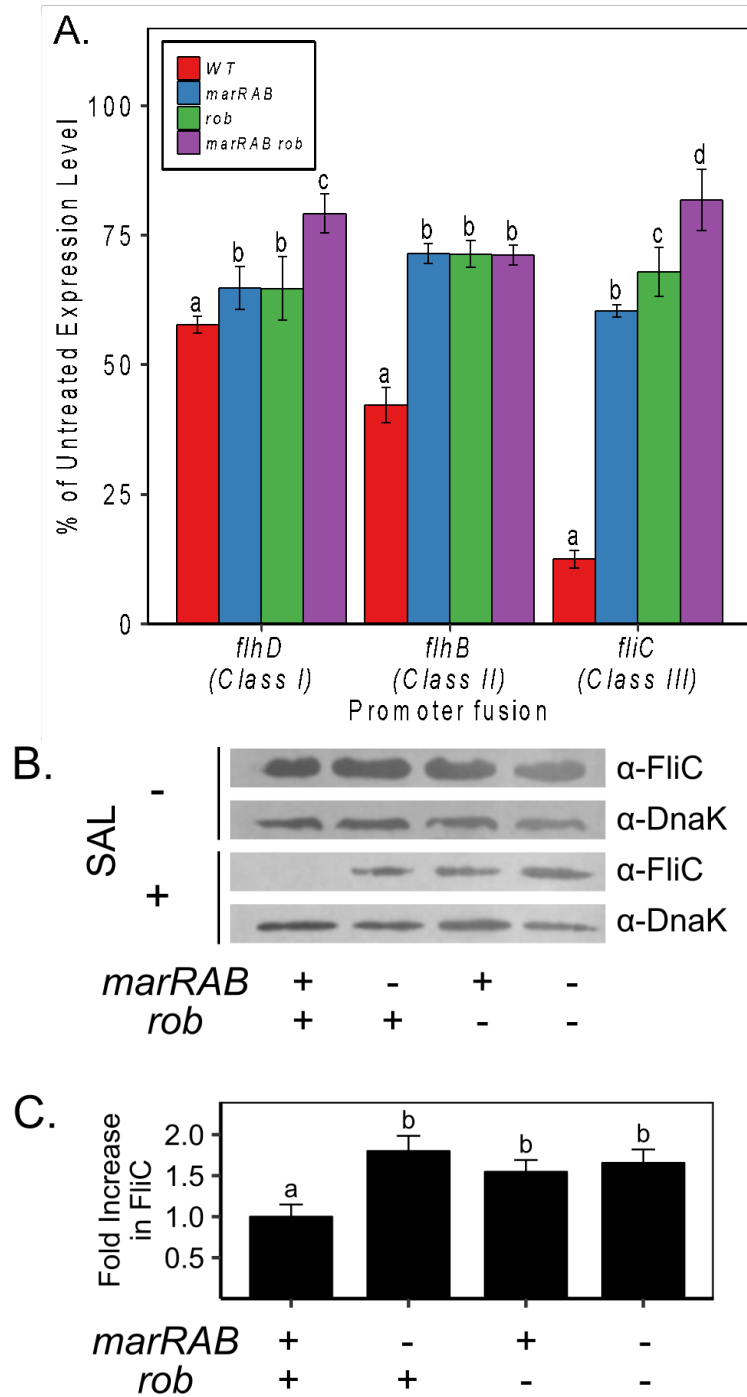 A.
WT
marRAB
rob
marRAB rob
% of Untreated Expression Level
100
75
50
25
0
a
b
b
c
a
b
b
b
a
b
c
d
flhD
(Class I)
flhB
(Class II)
fliC
(Class III)
Promoter fusion
B.
SAL
-
α-FliC
α-DnaK
+
α-FliC
α-DnaK
marRAB + - + -
rob + + - -
C.
Fold Increase
in FliC
2.0
1.5
1.0
0.5
a
b
b
b
marRAB + - + -
rob + + - -